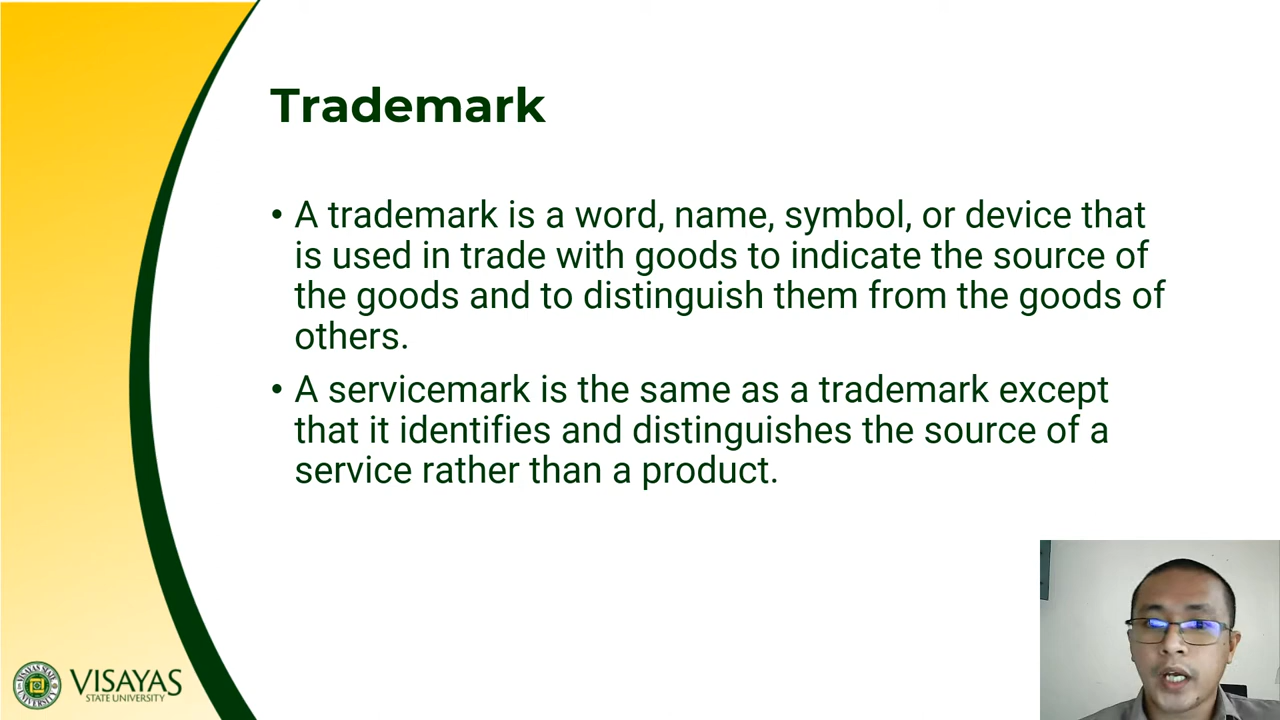 Trademark
• A trademark is a word, name, symbol, or device that
is used in trade with goods to indicate the source of
the goods and to distinguish them from the goods of
others.
• A servicemark is the same as a trademark except
that it identifies and distinguishes the source of a
service rather than a product.
VISAYAS
STATE UNIVERSITY